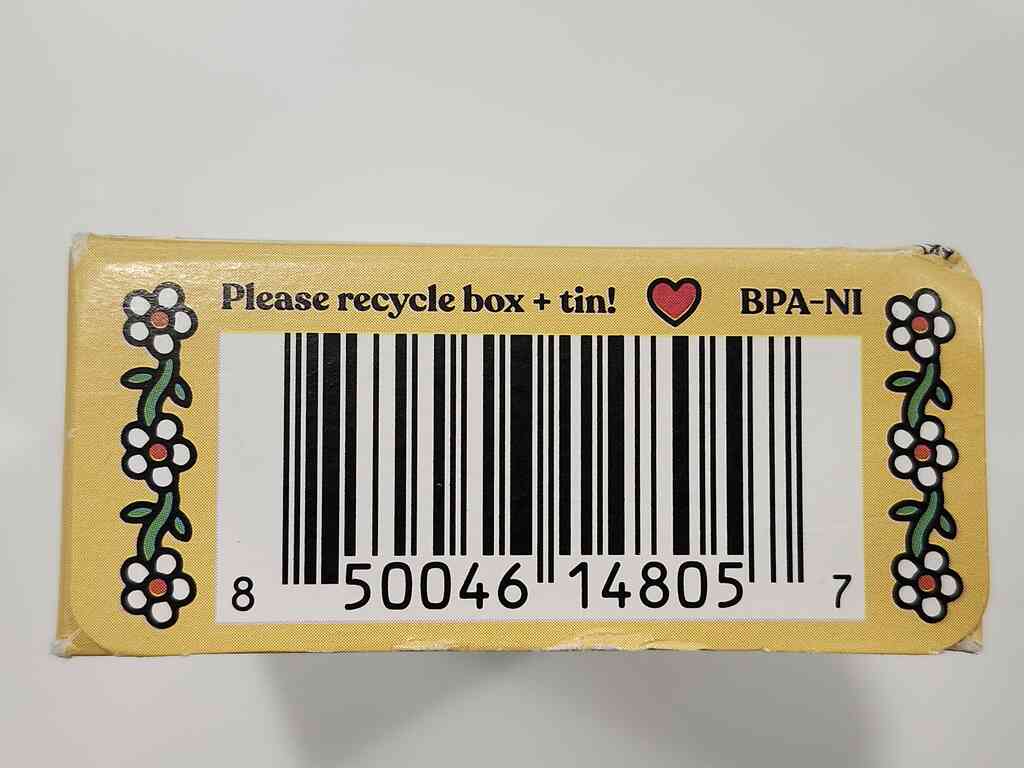 Please recycle box + tin! BPA-NI
8 50046 14805 7